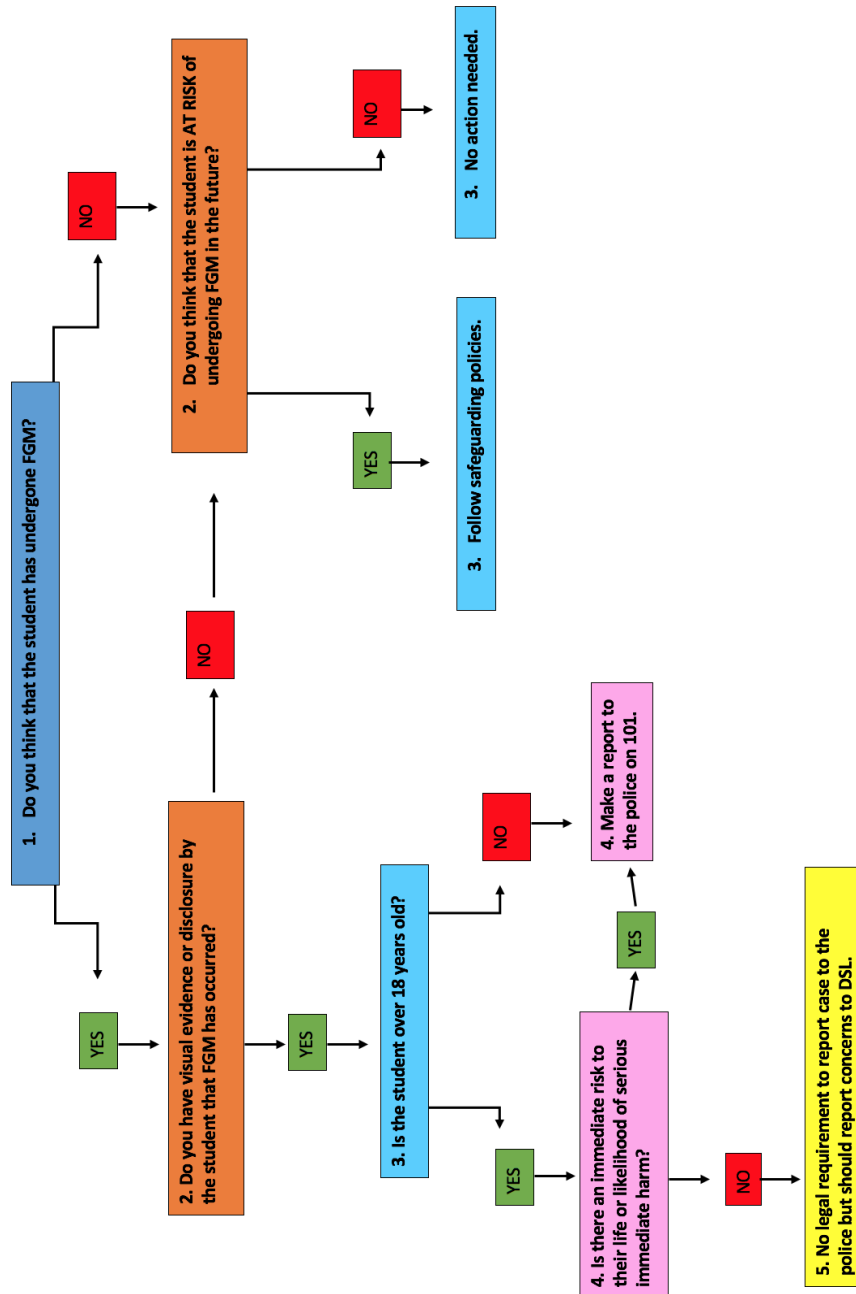 1. Do you think that the student has undergone FGM?
YES
NO
2. Do you have visual evidence or disclosure by
the student that FGM has occurred?
NO
2. Do you think that the student is AT RISK of
undergoing FGM in the future?
YES
YES
NO
3. Is the student over 18 years old?
3. Follow safeguarding policies.
3. No action needed.
YES
NO
4. Is there an immediate risk to
their life or likelihood of serious
immediate harm?
YES
4. Make a report to
the police on 101.
NO
5. No legal requirement to report case to the
police but should report concerns to DSL.